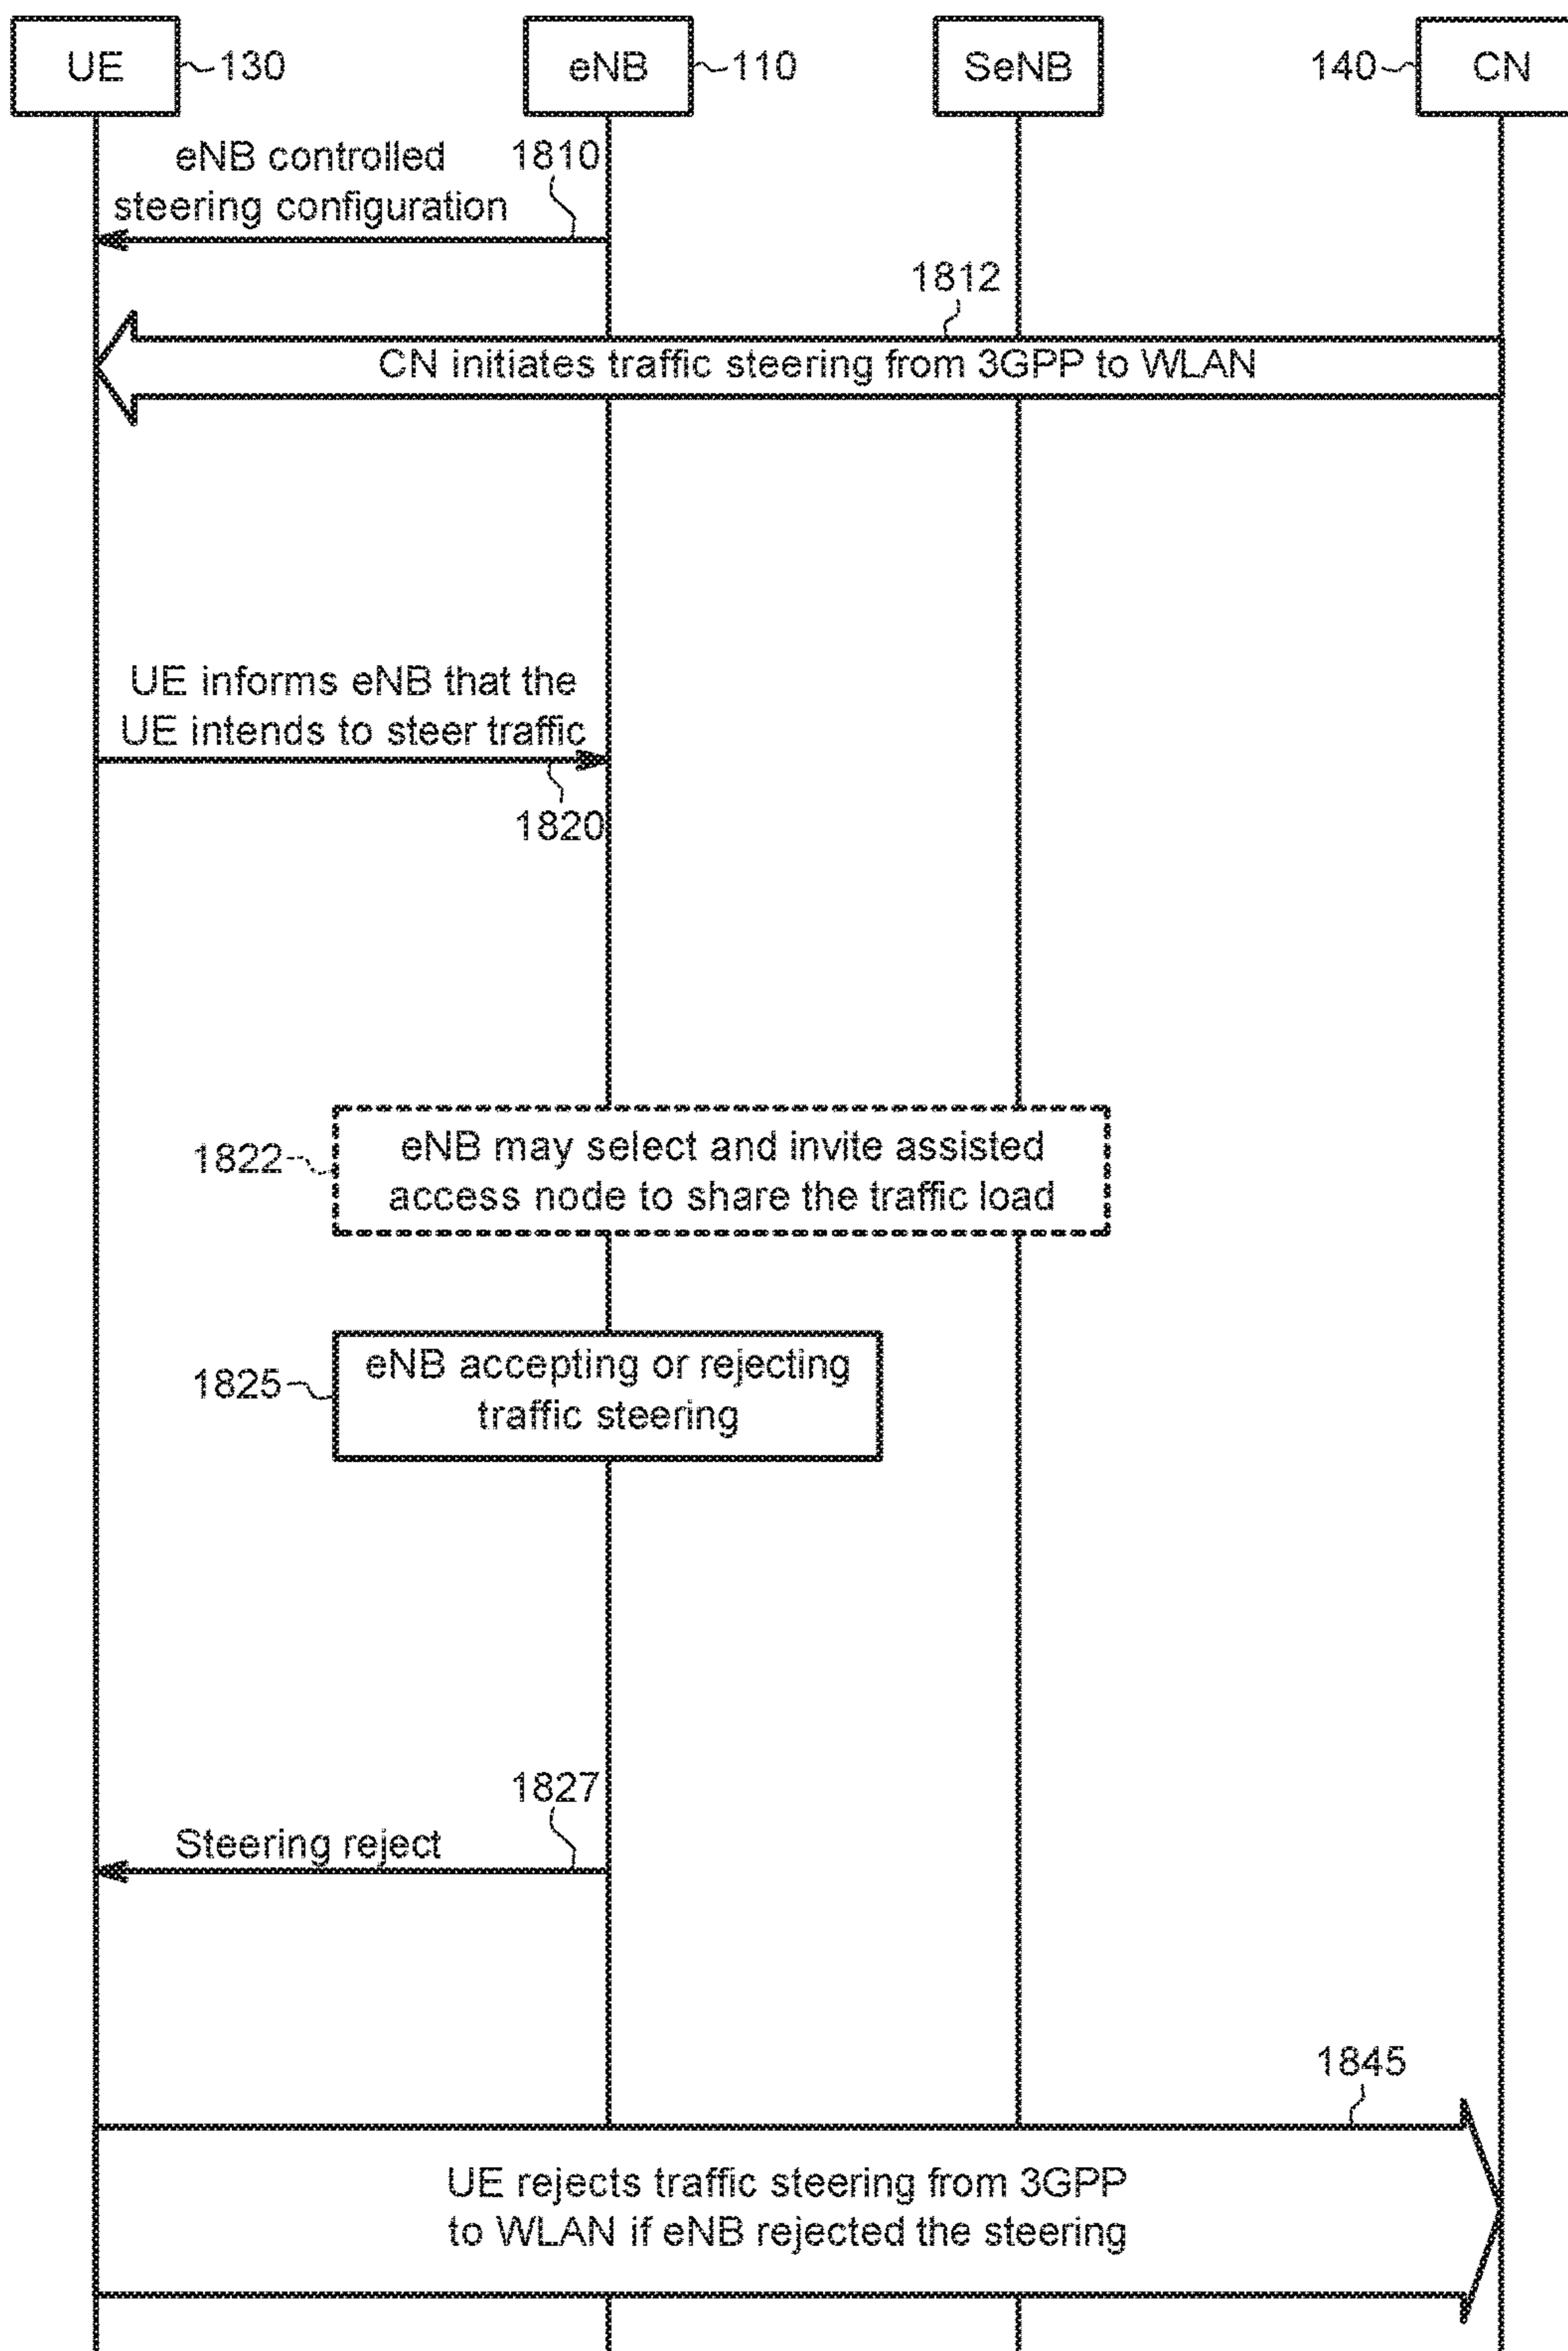 UE
130
eNB
110
SeNB
140
CN
eNB controlled
steering configuration
1810
1812
CN initiates traffic steering from 3GPP to WLAN
UE informs eNB that the
UE intends to steer traffic
1820
1822
eNB may select and invite assisted
access node to share the traffic load
1825
eNB accepting or rejecting
traffic steering
1827
Steering reject
1845
UE rejects traffic steering from 3GPP
to WLAN if eNB rejected the steering